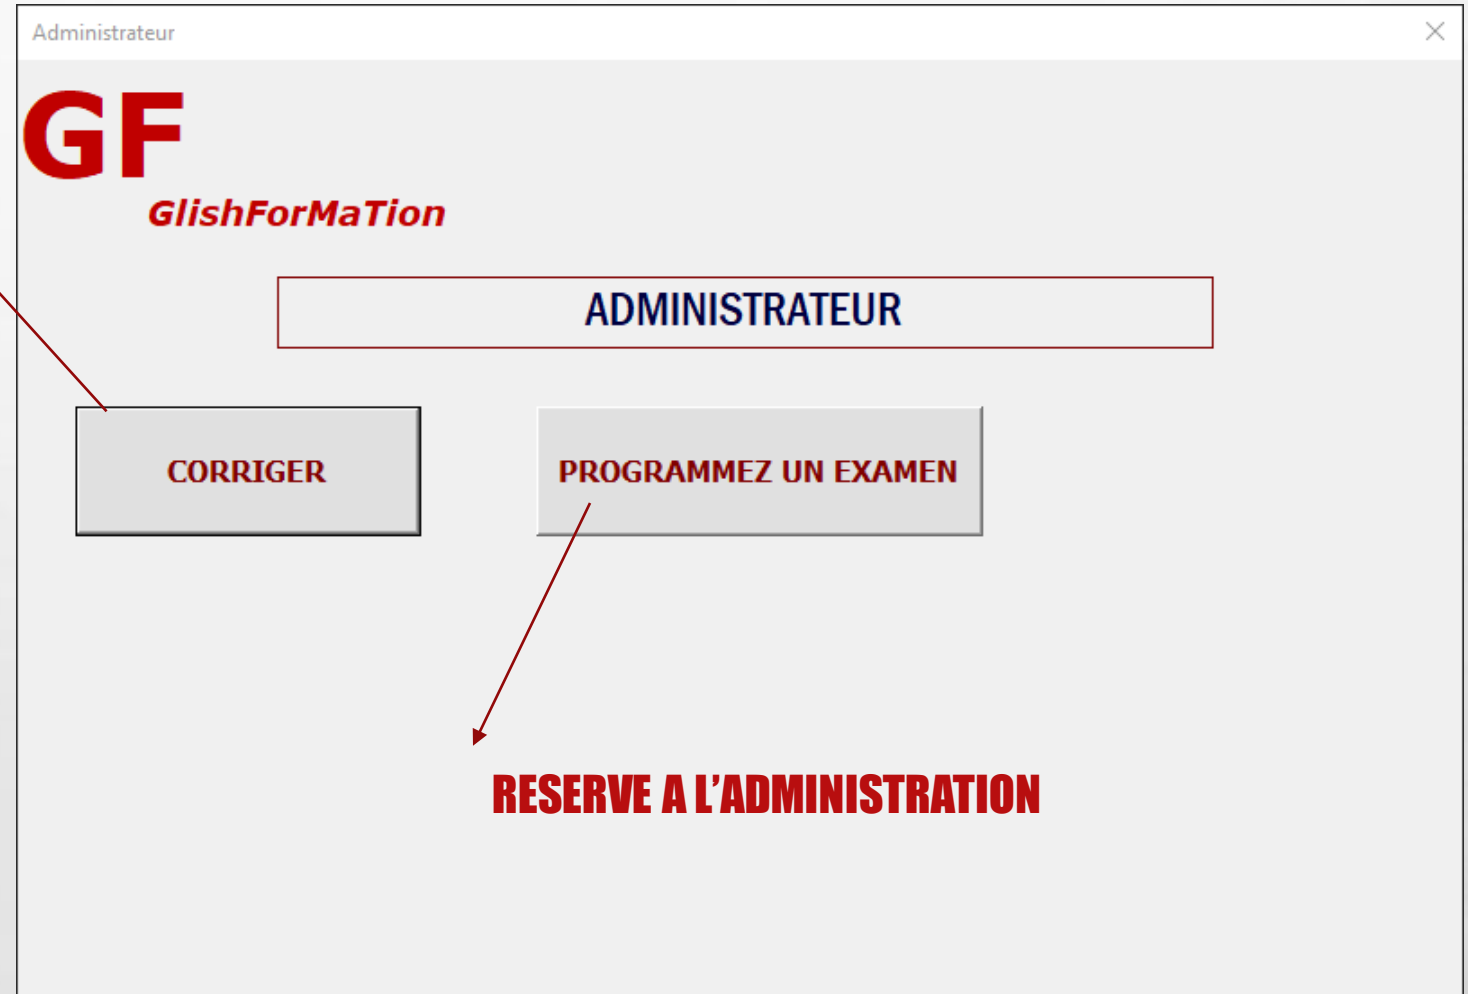 Administrateur
GF
GlishForMaTion
ADMINISTRATEUR
CORRIGER
PROGRAMMEZ UN EXAMEN
RESERVE A L’ADMINISTRATION